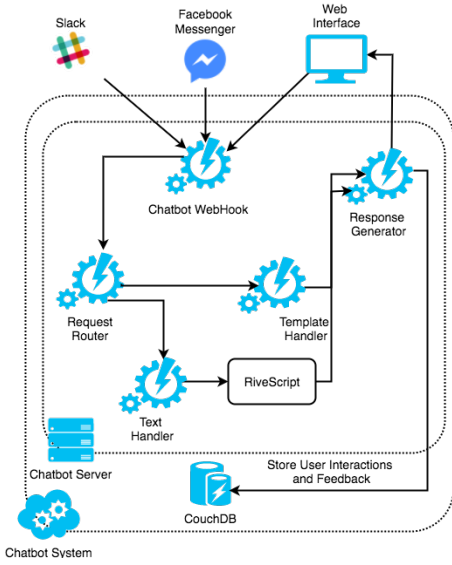 Slack
Facebook
Messenger
Web
Interface
Chatbot WebHook
Response
Generator
Request
Router
Template
Handler
RiveScript
Text
Handler
Chatbot Server
Store User Interactions
and Feedback
CouchDB
Chatbot System